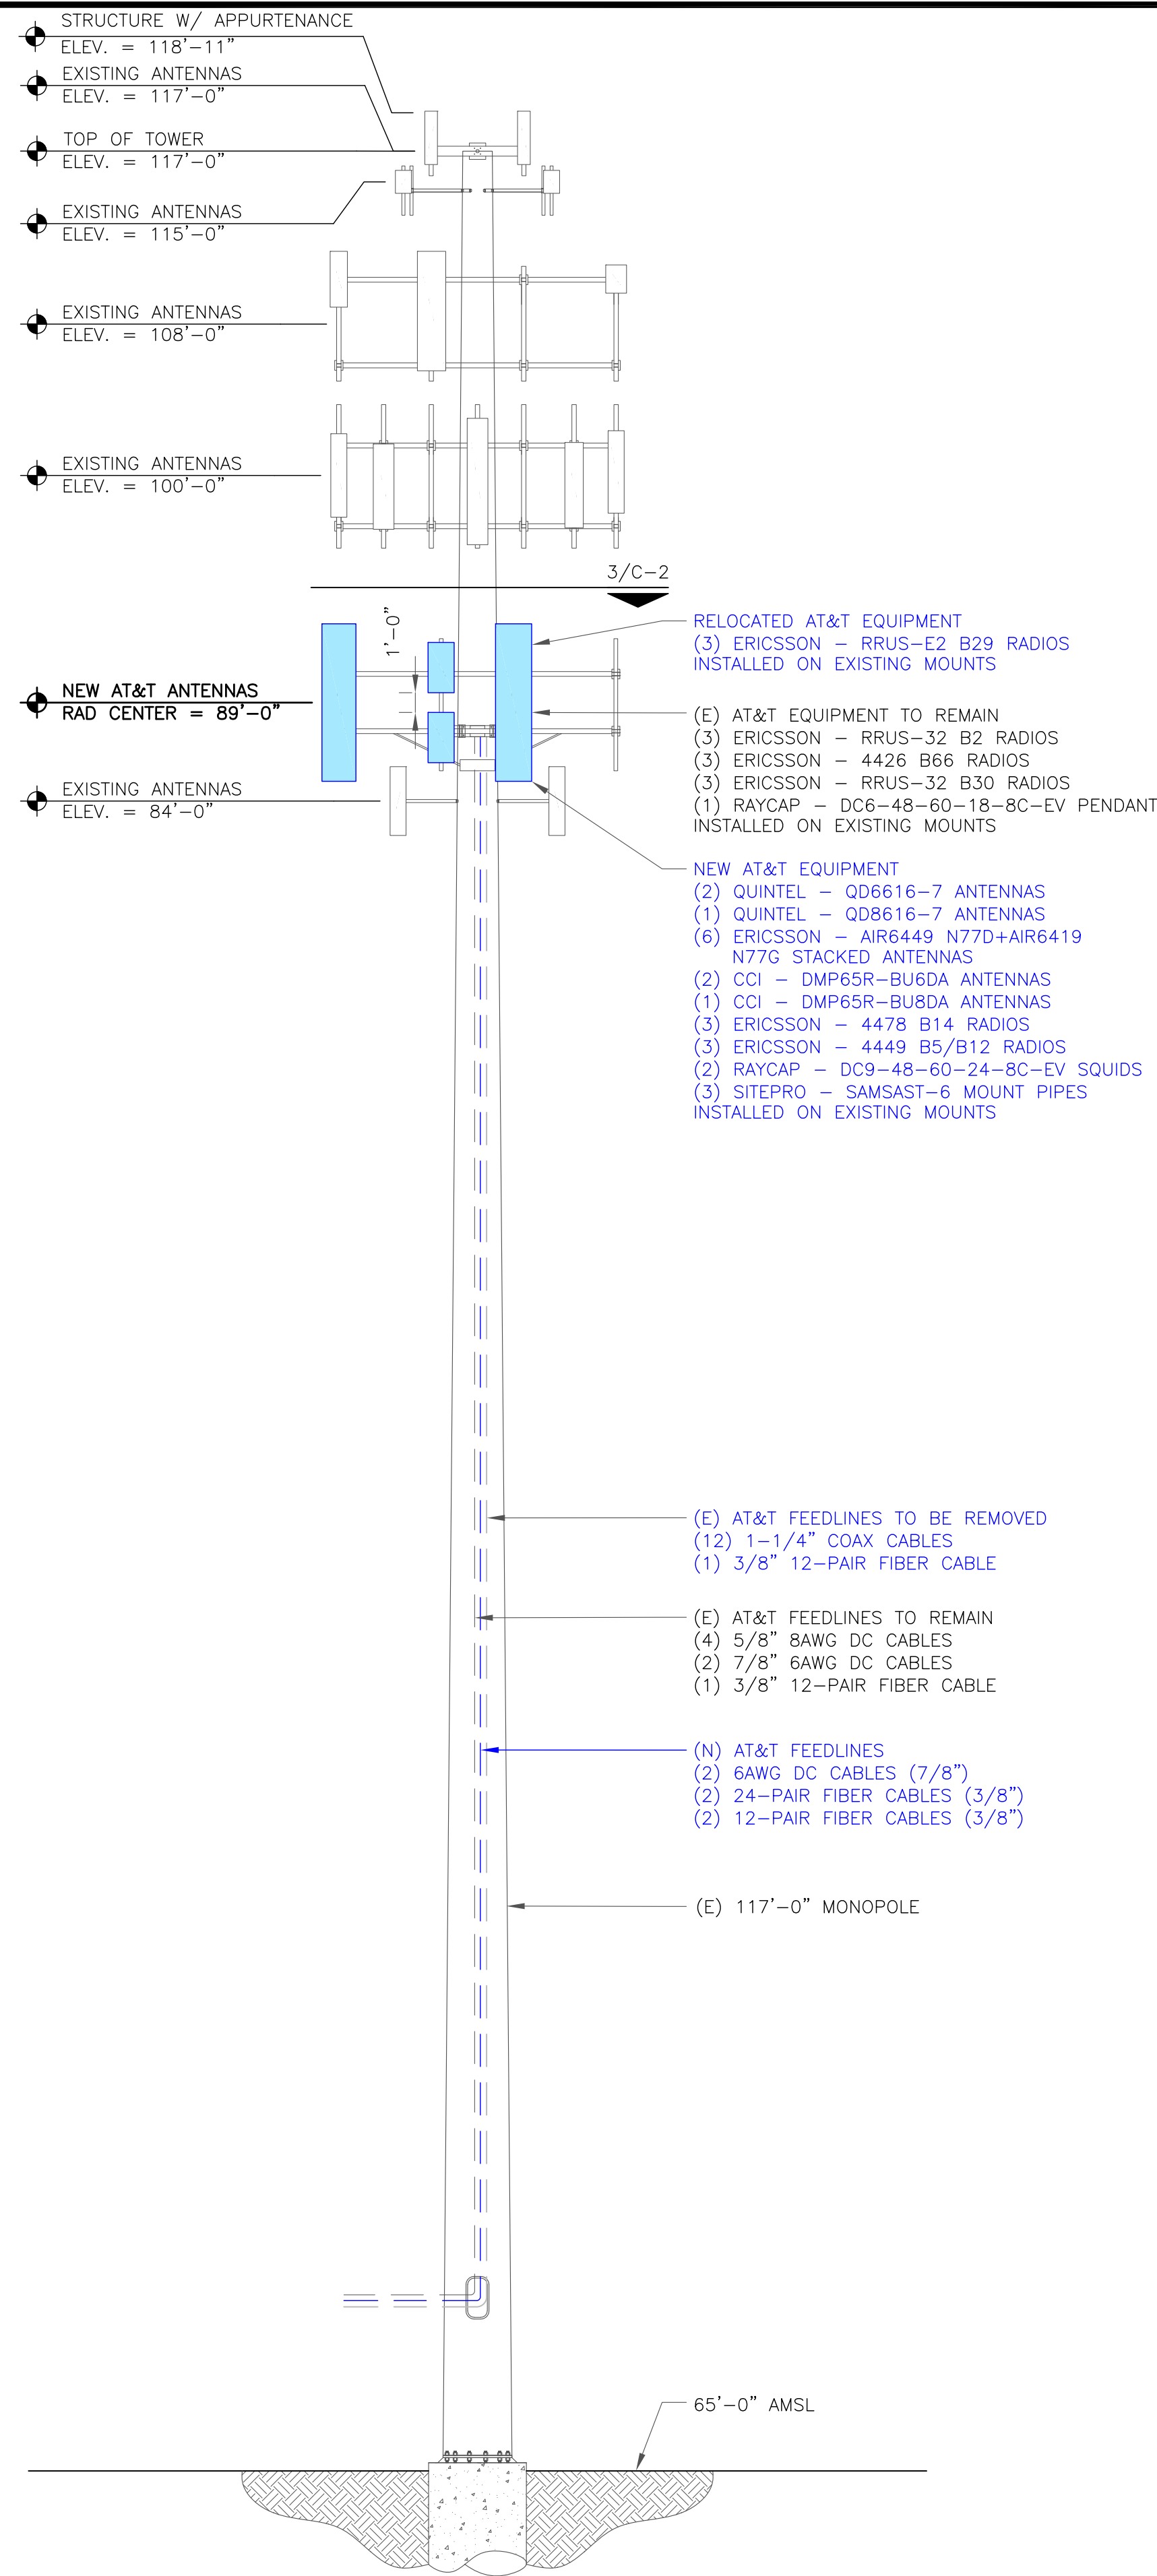 STRUCTURE W/ APPURTENANCE
ELEV. = 118'-11"
EXISTING ANTENNAS
ELEV. = 117'-0"
TOP OF TOWER
ELEV. = 117'-0"
EXISTING ANTENNAS
ELEV. = 115'-0"
EXISTING ANTENNAS
ELEV. = 108'-0"
EXISTING ANTENNAS
ELEV. = 100'-0"
3/C-2
1'-0"
NEW AT&T ANTENNAS
RAD CENTER = 89'-0"
EXISTING ANTENNAS
ELEV. = 84'-0"
RELOCATED AT&T EQUIPMENT
(3) ERICSSON - RRUS-E2 B29 RADIOS
INSTALLED ON EXISTING MOUNTS
(E) AT&T EQUIPMENT TO REMAIN
(3) ERICSSON - RRUS-32 B2 RADIOS
(3) ERICSSON - 4426 B66 RADIOS
(3) ERICSSON - RRUS-32 B30 RADIOS
(1) RAYCAP - DC6-48-60-18-8C-EV PENDANT
INSTALLED ON EXISTING MOUNTS
NEW AT&T EQUIPMENT
(2) QUINTEL - QD6616-7 ANTENNAS
(1) QUINTEL - QD8616-7 ANTENNAS
(6) ERICSSON - AIR6449 N77D+AIR6419
N77G STACKED ANTENNAS
(2) CCI - DMP65R-BU6DA ANTENNAS
(1) CCI - DMP65R-BU8DA ANTENNAS
(3) ERICSSON - 4478 B14 RADIOS
(3) ERICSSON - 4449 B5/B12 RADIOS
(2) RAYCAP - DC9-48-60-24-8C-EV SQUIDS
(3) SITEPRO - SAMSAST-6 MOUNT PIPES
INSTALLED ON EXISTING MOUNTS
(E) AT&T FEEDLINES TO BE REMOVED
(12) 1-1/4" COAX CABLES
(1) 3/8" 12-PAIR FIBER CABLE
(E) AT&T FEEDLINES TO REMAIN
(4) 5/8" 8AWG DC CABLES
(2) 7/8" 6AWG DC CABLES
(1) 3/8" 12-PAIR FIBER CABLE
(N) AT&T FEEDLINES
(2) 6AWG DC CABLES (7/8")
(2) 24-PAIR FIBER CABLES (3/8")
(2) 12-PAIR FIBER CABLES (3/8")
(E) 117'-0" MONOPOLE
65'-0" AMSL